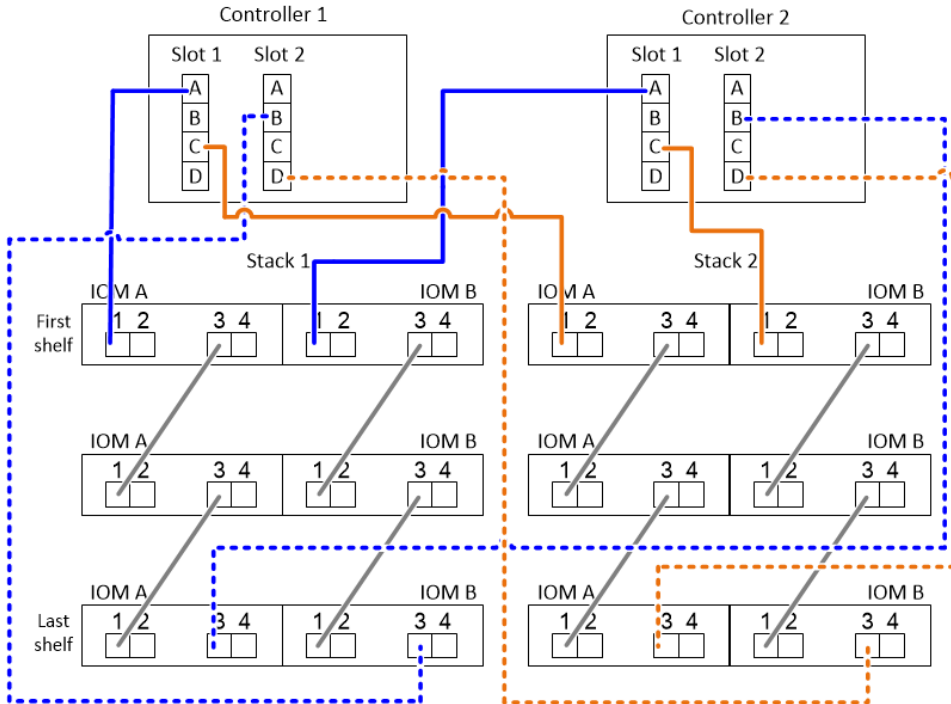 Controller 1 Controller 2
Slot 1 Slot 2 Slot 1 Slot 2
A A A A
B B B B
C C C C
D D D D
Stack 1 Stack 2
IOM A IOM B IOM A IOM B
First shelf 1 2 3 4 1 2 3 4 1 2 3 4 1 2 3 4
IOM A IOM B IOM A IOM B
1 2 3 4 1 2 3 4 1 2 3 4 1 2 3 4
IOM A IOM B IOM A IOM B
Last shelf 1 2 3 4 1 2 3 4 1 2 3 4 1 2 3 4